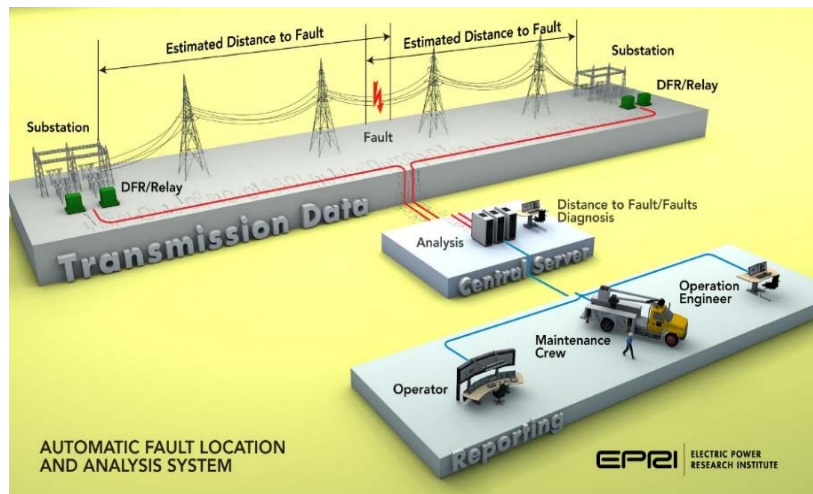 Estimated Distance to Fault
Estimated Distance to Fault
Substation
DFR/Relay
Substation
Fault
DFR/Relay
Transmission Data
Distance to Fault/Faults
Diagnosis
Analysis
Central Server
Operation
Engineer
Maintenance
Crew
Operator
Reporting
AUTOMATIC FAULT LOCATION
AND ANALYSIS SYSTEM
EPRI
ELECTRIC POWER
RESEARCH INSTITUTE